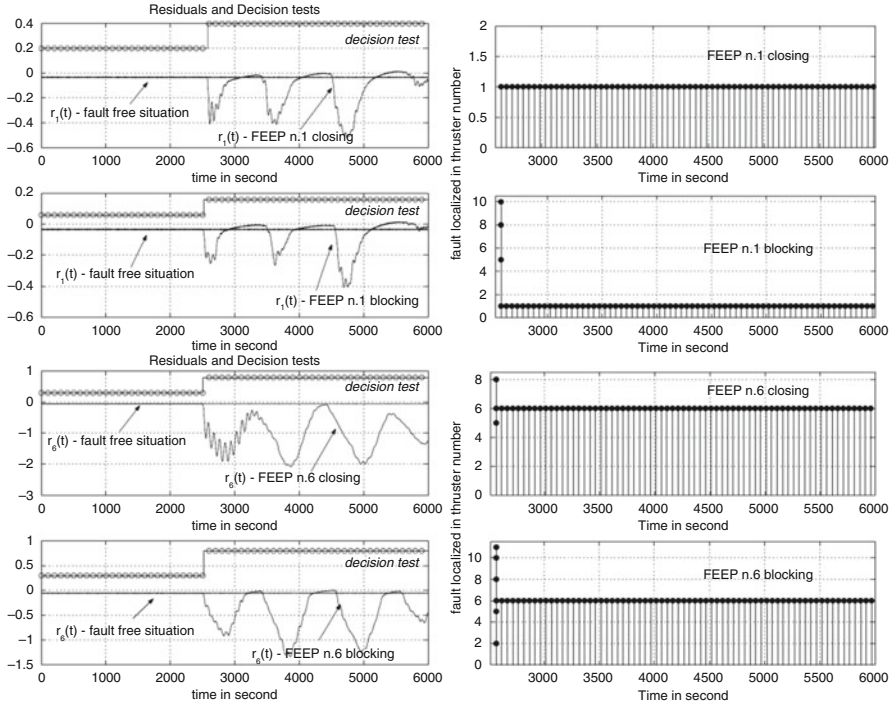 Residuals and Decision tests
0.4
0.2
0
−0.2
−0.4
−0.6
decision test
r1(t) - fault free situation
r1(t) - FEEP n.1 closing
0 1000 2000 3000 4000 5000 6000
time in second
0.2
0
−0.2
−0.4
−0.6
decision test
r1(t) - fault free situation
r1(t) - FEEP n.1 blocking
0 1000 2000 3000 4000 5000 6000
time in second
2
1.5
1
0.5
0
FEEP n.1 closing
3000 3500 4000 4500 5000 5500 6000
Time in second
fault localized in thruster number
10
8
6
4
2
0
FEEP n.1 blocking
3000 3500 4000 4500 5000 5500 6000
Time in second
Residuals and Decision tests
1
0
−1
−2
−3
decision test
r6(t) - fault free situation
r6(t) - FEEP n.6 closing
0 1000 2000 3000 4000 5000 6000
time in second
1
0.5
0
−0.5
−1
−1.5
decision test
r6(t) - fault free situation
r6(t) - FEEP n.6 blocking
0 1000 2000 3000 4000 5000 6000
time in second
8
6
4
2
0
FEEP n.6 closing
3000 3500 4000 4500 5000 5500 6000
Time in second
fault localized in thruster number
10
8
6
4
2
0
FEEP n.6 blocking
3000 3500 4000 4500 5000 5500 6000
Time in second